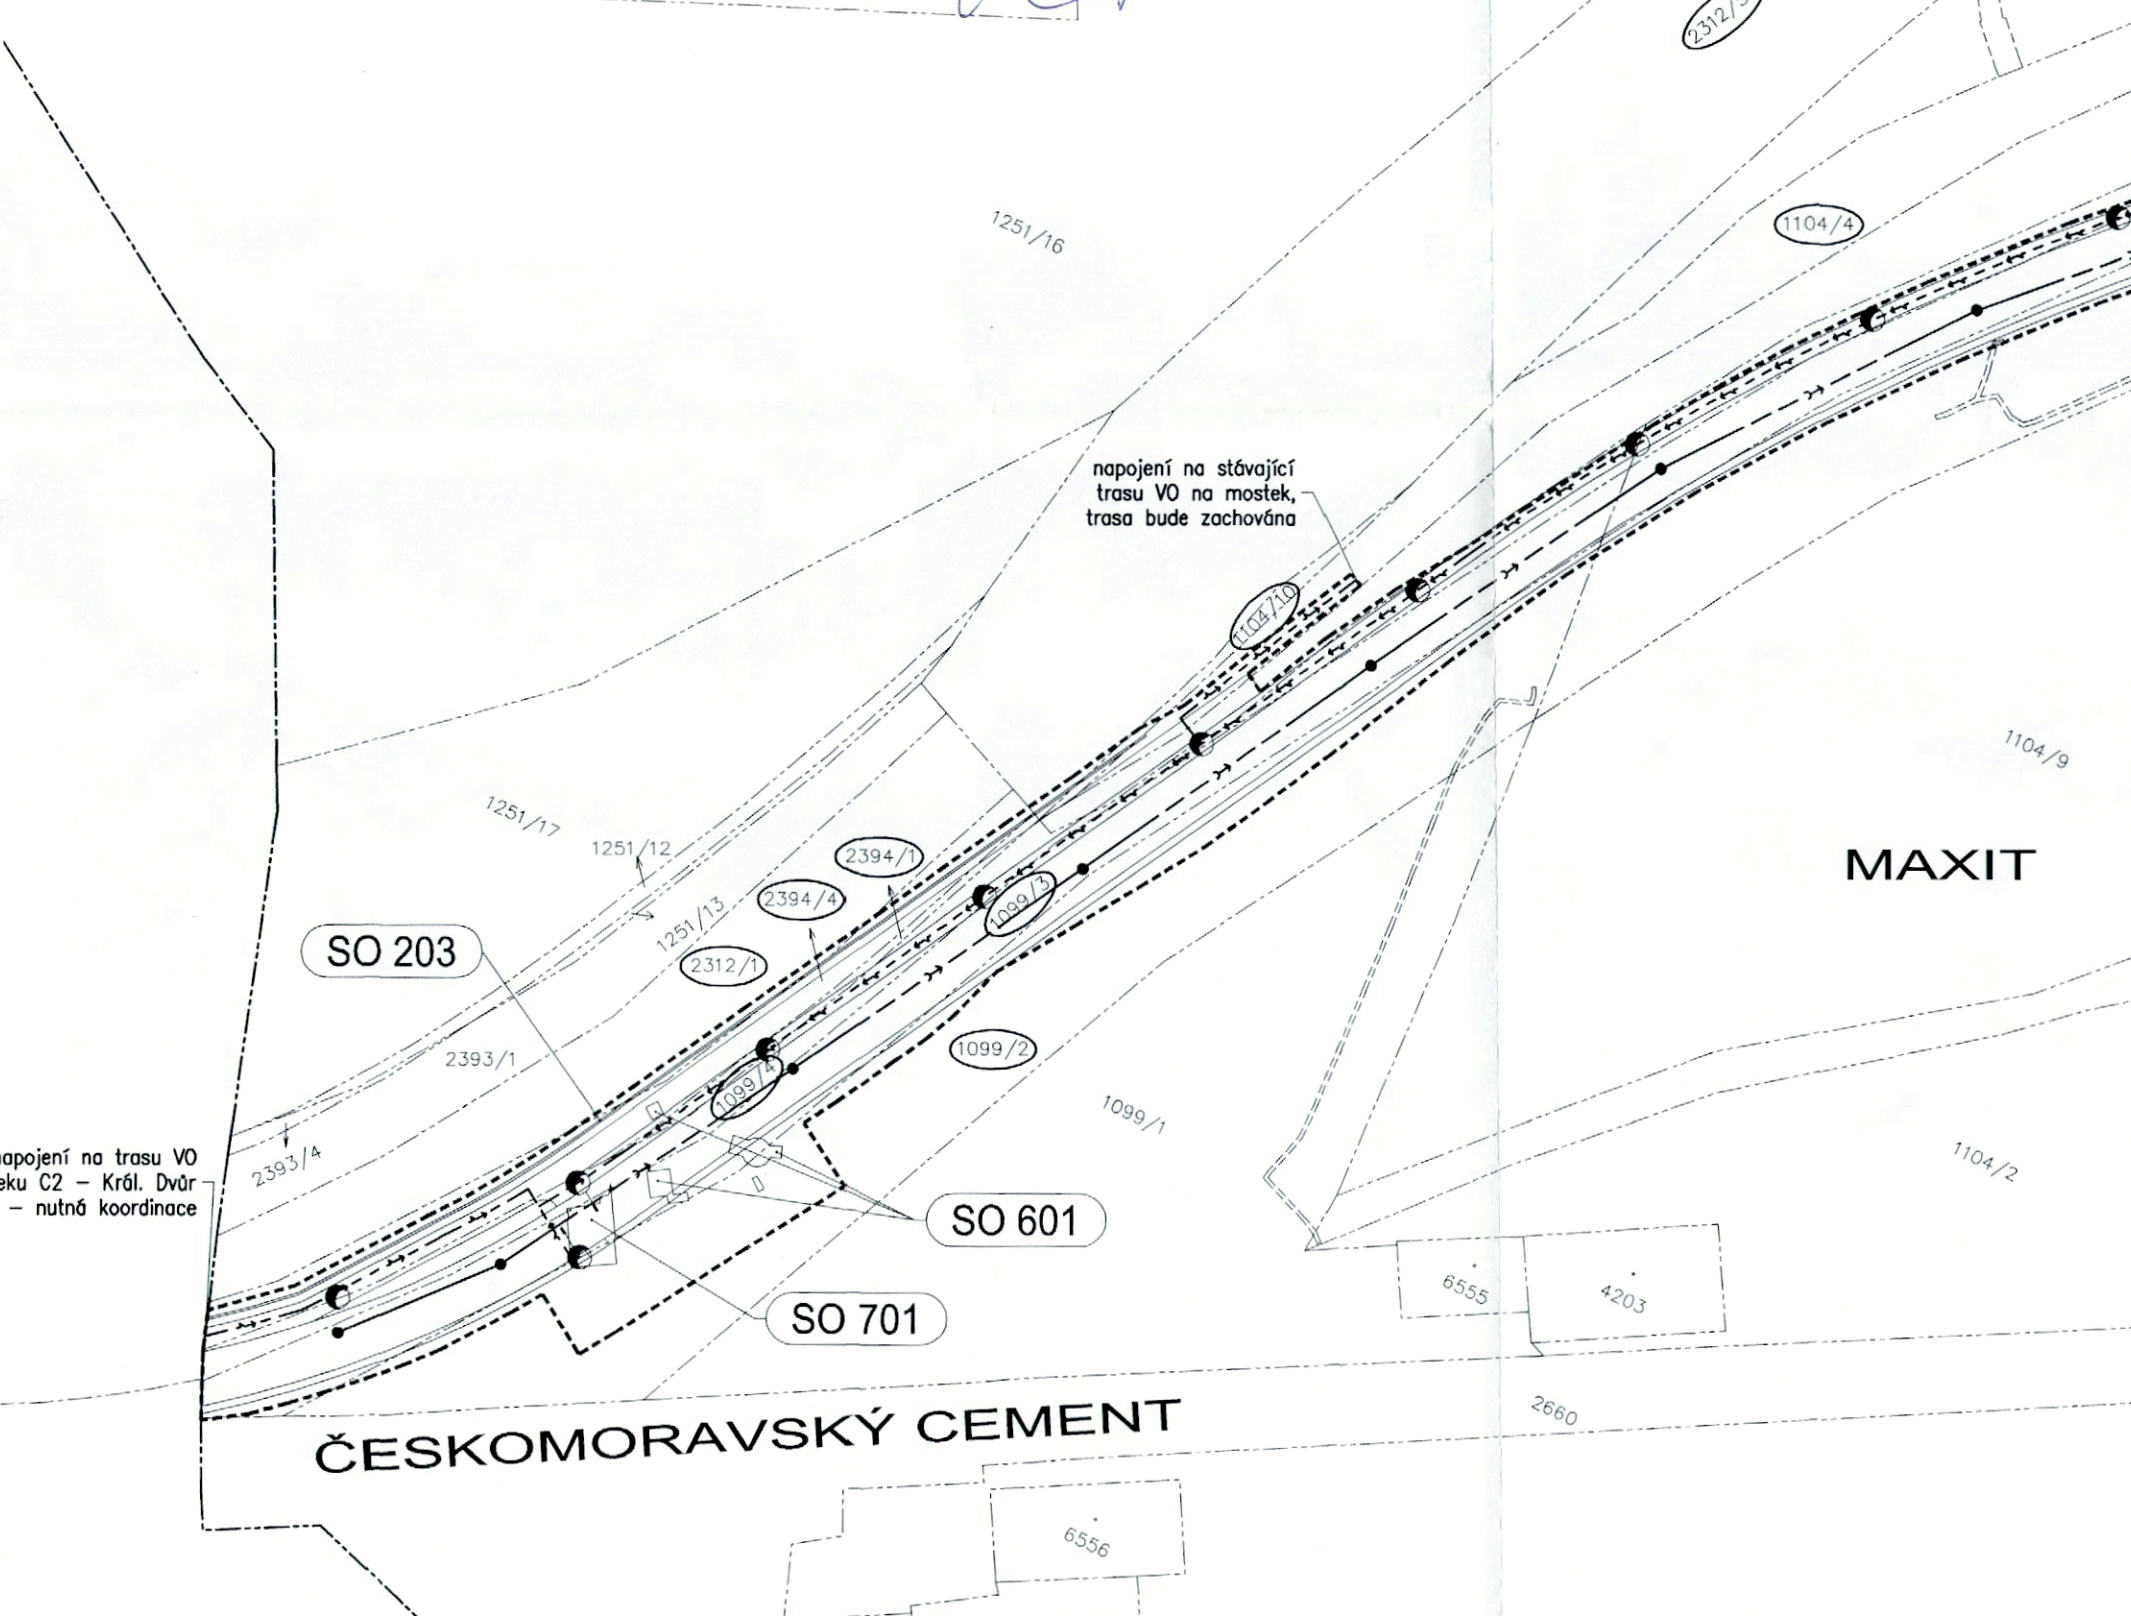 2312/
1104/4
1251/16
napojení na stávající
trasu VO na mostek,
trasa bude zachována
1104/10
1104/9
MAXIT
1251/17
1251/12
2394/1
2394/4
1251/13
1099/3
SO 203
2312/1
2393/1
1099/4
1099/2
1099/1
2393/4
1104/2
apojení na trasu VO
eku C2 – Král. Dvůr
– nutná koordinace
SO 601
SO 701
6555
4203
ČESKOMORAVSKÝ CEMENT
2660
6556